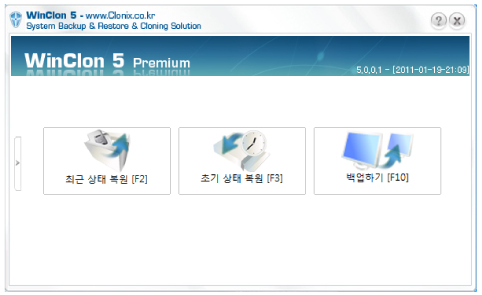 WinClon 5 - www.Clonix.co.kr
System Backup & Restore & Cloning Solution
WinClon 5 Premium
5,0,0,1 - [2011-01-19-21:09]
최근 상태 복원 [F2]
초기 상태 복원 [F3]
백업하기 [F10]